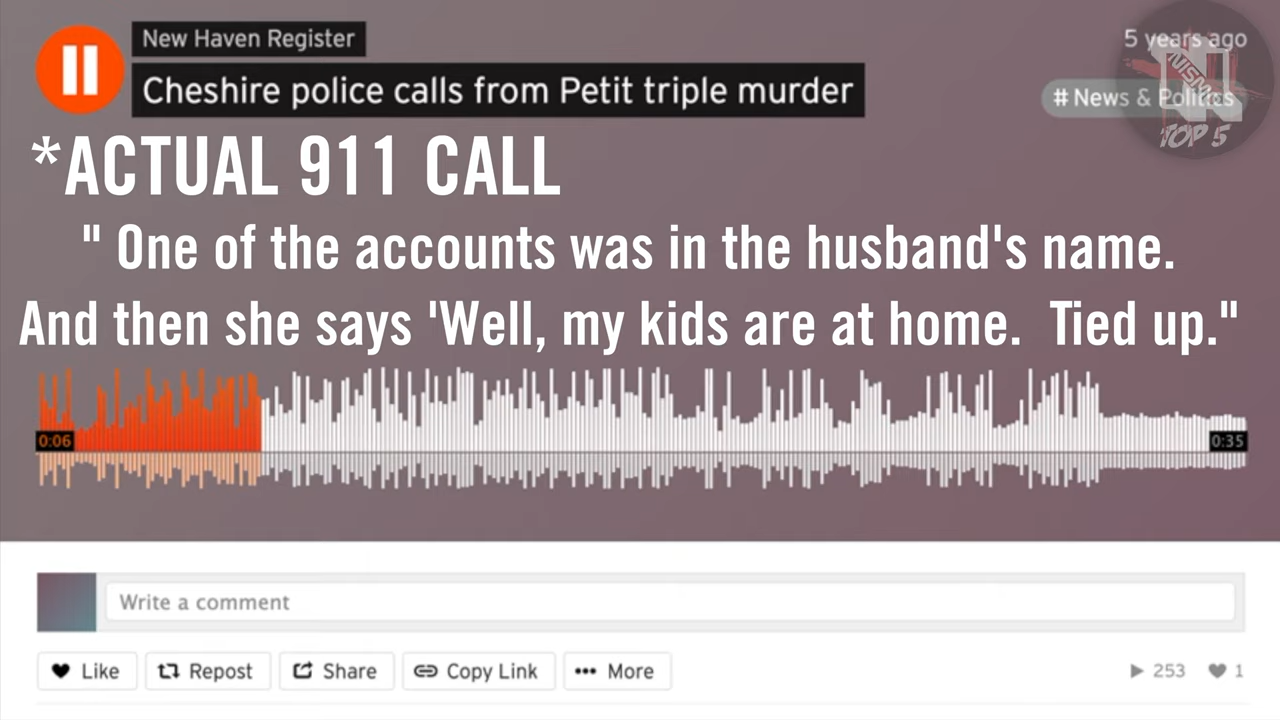 New Haven Register
5 years ago
Cheshire police calls from Petit triple murder
# News & Politics
TOP 5
*ACTUAL 911 CALL
" One of the accounts was in the husband's name.
And then she says 'Well, my kids are at home.  Tied up."
0:06
0:35
Write a comment
Like
Repost
Share
Copy Link
More
253
1